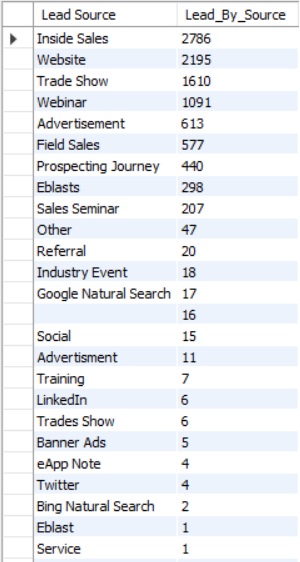 Lead Source Lead_By_Source
Inside Sales 2786
Website 2195
Trade Show 1610
Webinar 1091
Advertisement 613
Field Sales 577
Prospecting Journey 440
Eblasts 298
Sales Seminar 207
Other 47
Referral 20
Industry Event 18
Google Natural Search 17
16
Social 15
Advertisment 11
Training 7
LinkedIn 6
Trades Show 6
Banner Ads 5
eApp Note 4
Twitter 4
Bing Natural Search 2
Eblast 1
Service 1